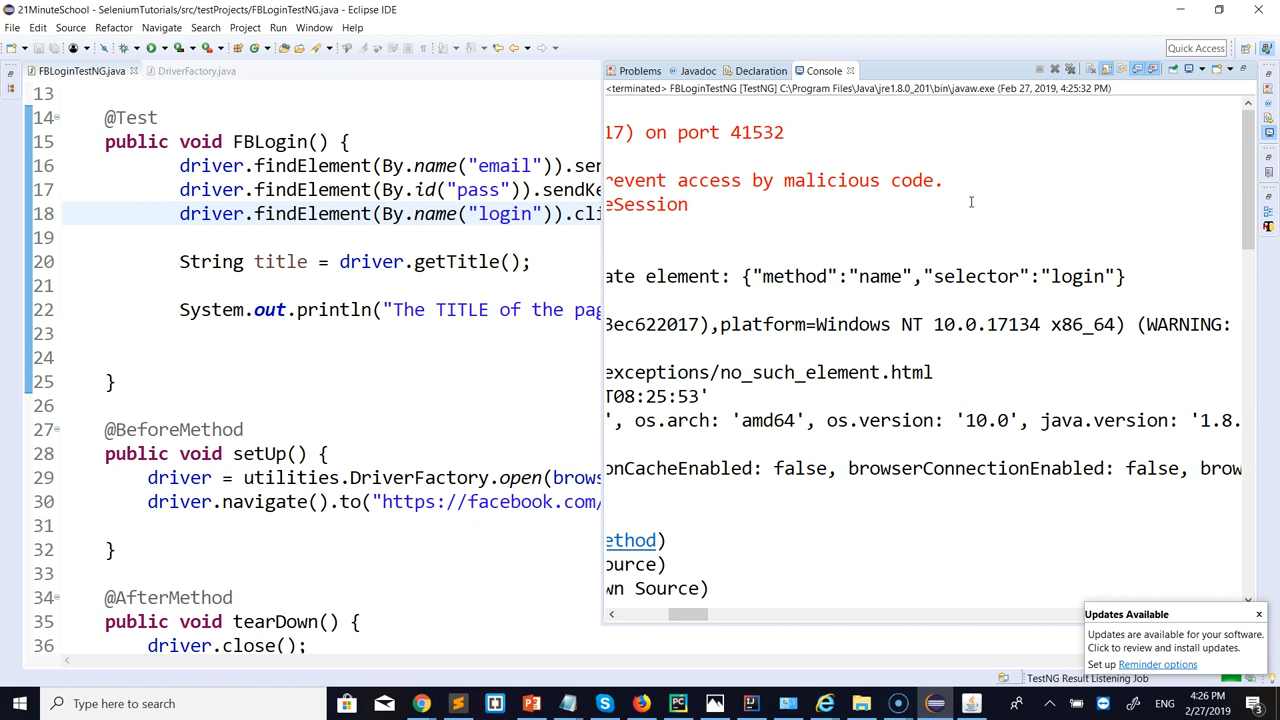 21MinuteSchool - SeleniumTutorials/src/testProjects/FBLoginTestNG.java - Eclipse IDE
File Edit Source Refactor Navigate Search Project Run Window Help
Quick Access
FBLoginTestNG.java
DriverFactory.java
13
14 @Test
15 public void FBLogin() {
16 driver.findElement(By.name("email")).sen
17 driver.findElement(By.id("pass")).sendKe
18 driver.findElement(By.name("login")).cli
19
20 String title = driver.getTitle();
21
22 System.out.println("The TITLE of the pag
23
24
25 }
26
27 @BeforeMethod
28 public void setUp() {
29 driver = utilities.DriverFactory.open(brows
30 driver.navigate().to("https://facebook.com/
31
32 }
33
34 @AfterMethod
35 public void tearDown() {
36 driver.close();
Problems Javadoc Declaration Console
<terminated> FBLoginTestNG [TestNG] C:\Program Files\Java\jre1.8.0_201\bin\javaw.exe (Feb 27, 2019, 4:25:32 PM)
17) on port 41532
revent access by malicious code.
eSession
ate element: {"method":"name","selector":"login"}
3ec622017),platform=Windows NT 10.0.17134 x86_64) (WARNING:
exceptions/no_such_element.html
T08:25:53'
', os.arch: 'amd64', os.version: '10.0', java.version: '1.8.
onCacheEnabled: false, browserConnectionEnabled: false, brow
ethod)
ource)
wn Source)
Updates Available
Updates are available for your software.
Click to review and install updates.
Set up Reminder options
TestNG Result Listening Job
Type here to search
ENG
4:26 PM
2/27/2019
3